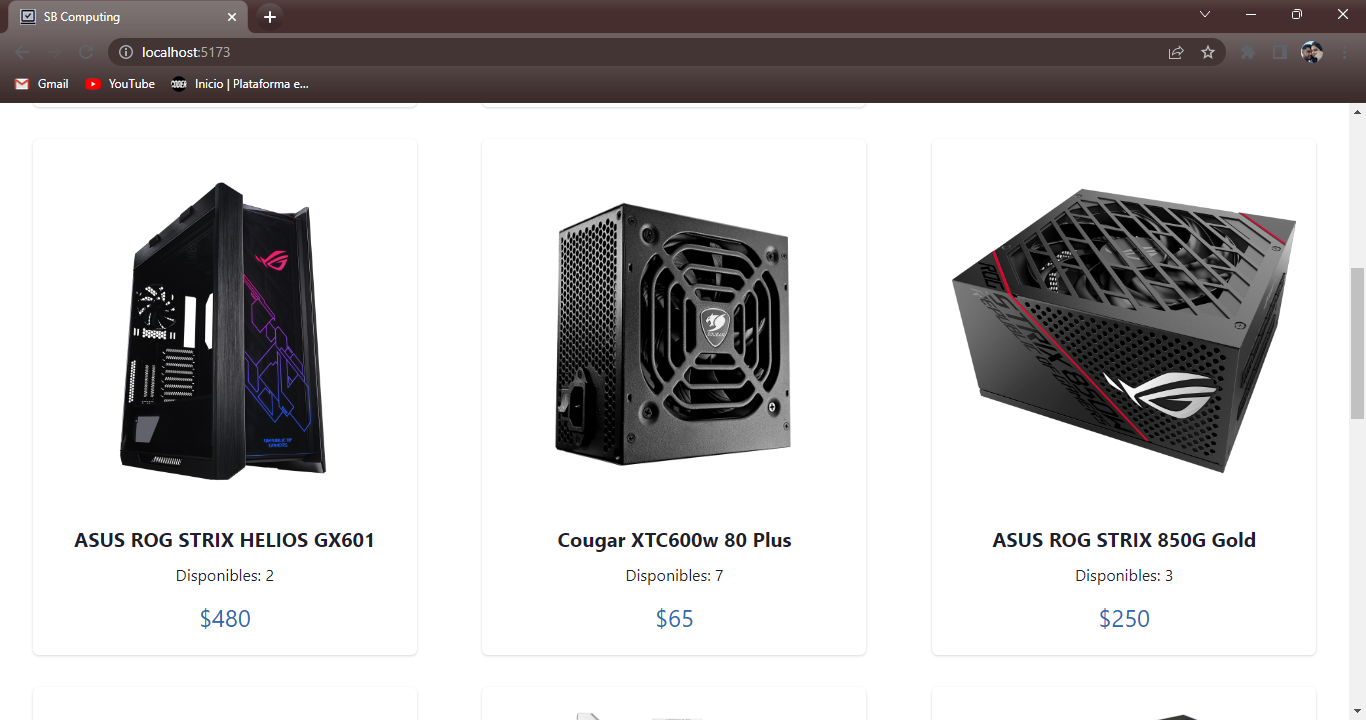 SB Computing
localhost:5173
Gmail
YouTube
CODER
Inicio | Plataforma e...
ASUS ROG STRIX HELIOS GX601
Disponibles: 2
$480
Cougar XTC600w 80 Plus
Disponibles: 7
$65
ASUS ROG STRIX 850G Gold
Disponibles: 3
$250